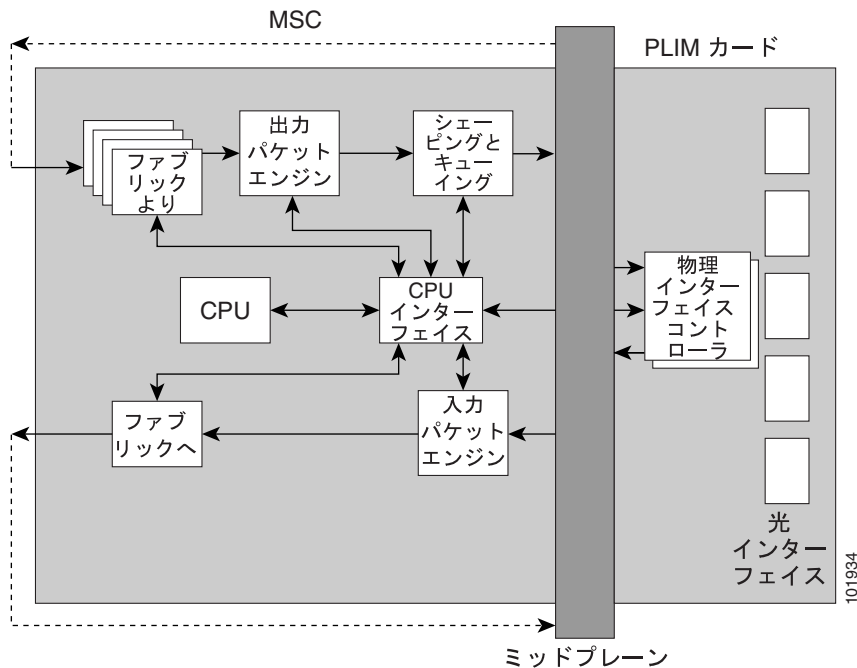 MSC
PLIM カード
ファブ
リック
より
出力
パケット
エンジン
シェー
ピングと
キュー
イング
CPU
CPU
インター
フェイス
物理
インター
フェイス
コント
ローラ
ファブ
リックへ
入力
パケット
エンジン
光
インター
フェイス
101934
ミッドプレーン